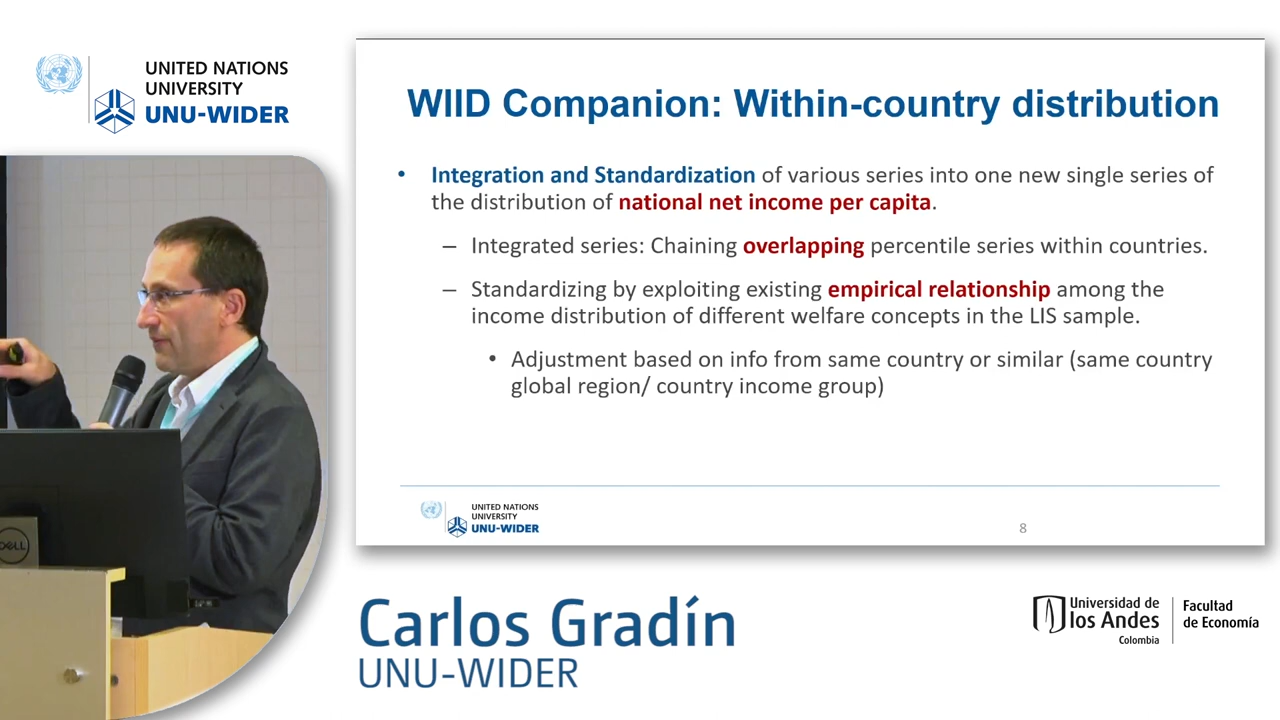 UNITED NATIONS
UNIVERSITY
UNU-WIDER
WIID Companion: Within-country distribution
• Integration and Standardization of various series into one new single series of
the distribution of national net income per capita.
– Integrated series: Chaining overlapping percentile series within countries.
– Standardizing by exploiting existing empirical relationship among the
income distribution of different welfare concepts in the LIS sample.
• Adjustment based on info from same country or similar (same country
global region/ country income group)
UNITED NATIONS
UNIVERSITY
UNU-WIDER
8
DELL
Carlos Gradín
UNU-WIDER
Universidad de
los Andes
Colombia
Facultad
de Economía